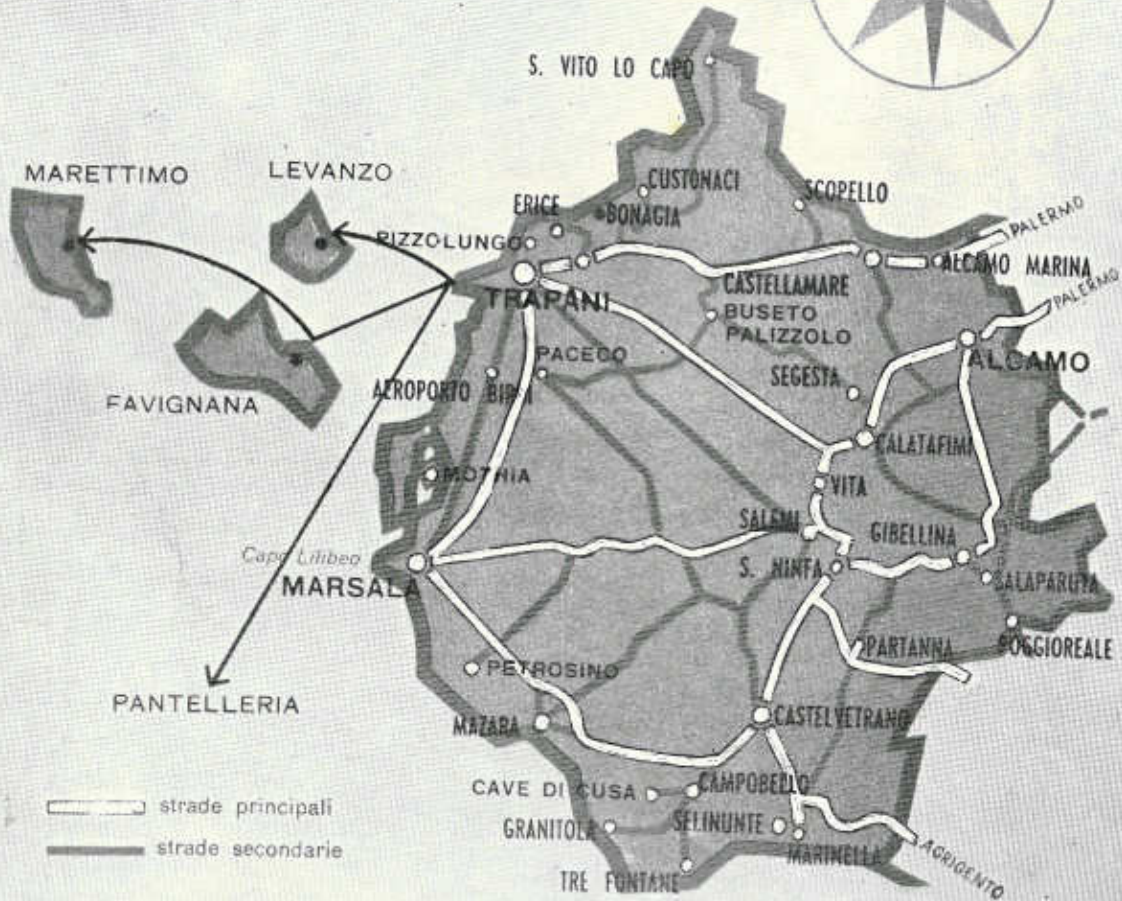 S. VITO LO CAPO
MARETTIMO
LEVANZO
CUSTONACI
SCOPELLO
ERICE
BONAGIA
PALERMO
PIZZOLUNGO
ALCAMO MARINA
CASTELLAMARE
TRAPANI
PALERMO
BUSETO
PALIZZOLO
PACECO
ALCAMO
SEGESTA
AEROPORTO BIRGI
FAVIGNANA
CALATAFIMI
MOTHIA
VITA
SALEMI
GIBELLINA
Capo Lilibeo
S. NINFA
MARSALA
SALAPARUTA
PARTANNA
POGGIOREALE
PETROSINO
PANTELLERIA
CASTELVETRANO
MAZARA
CAVE DI CUSA
CAMPOBELLO
strade principali
GRANITOLA
SELINUNTE
MARINELLA
AGRIGENTO
strade secondarie
TRE FONTANE